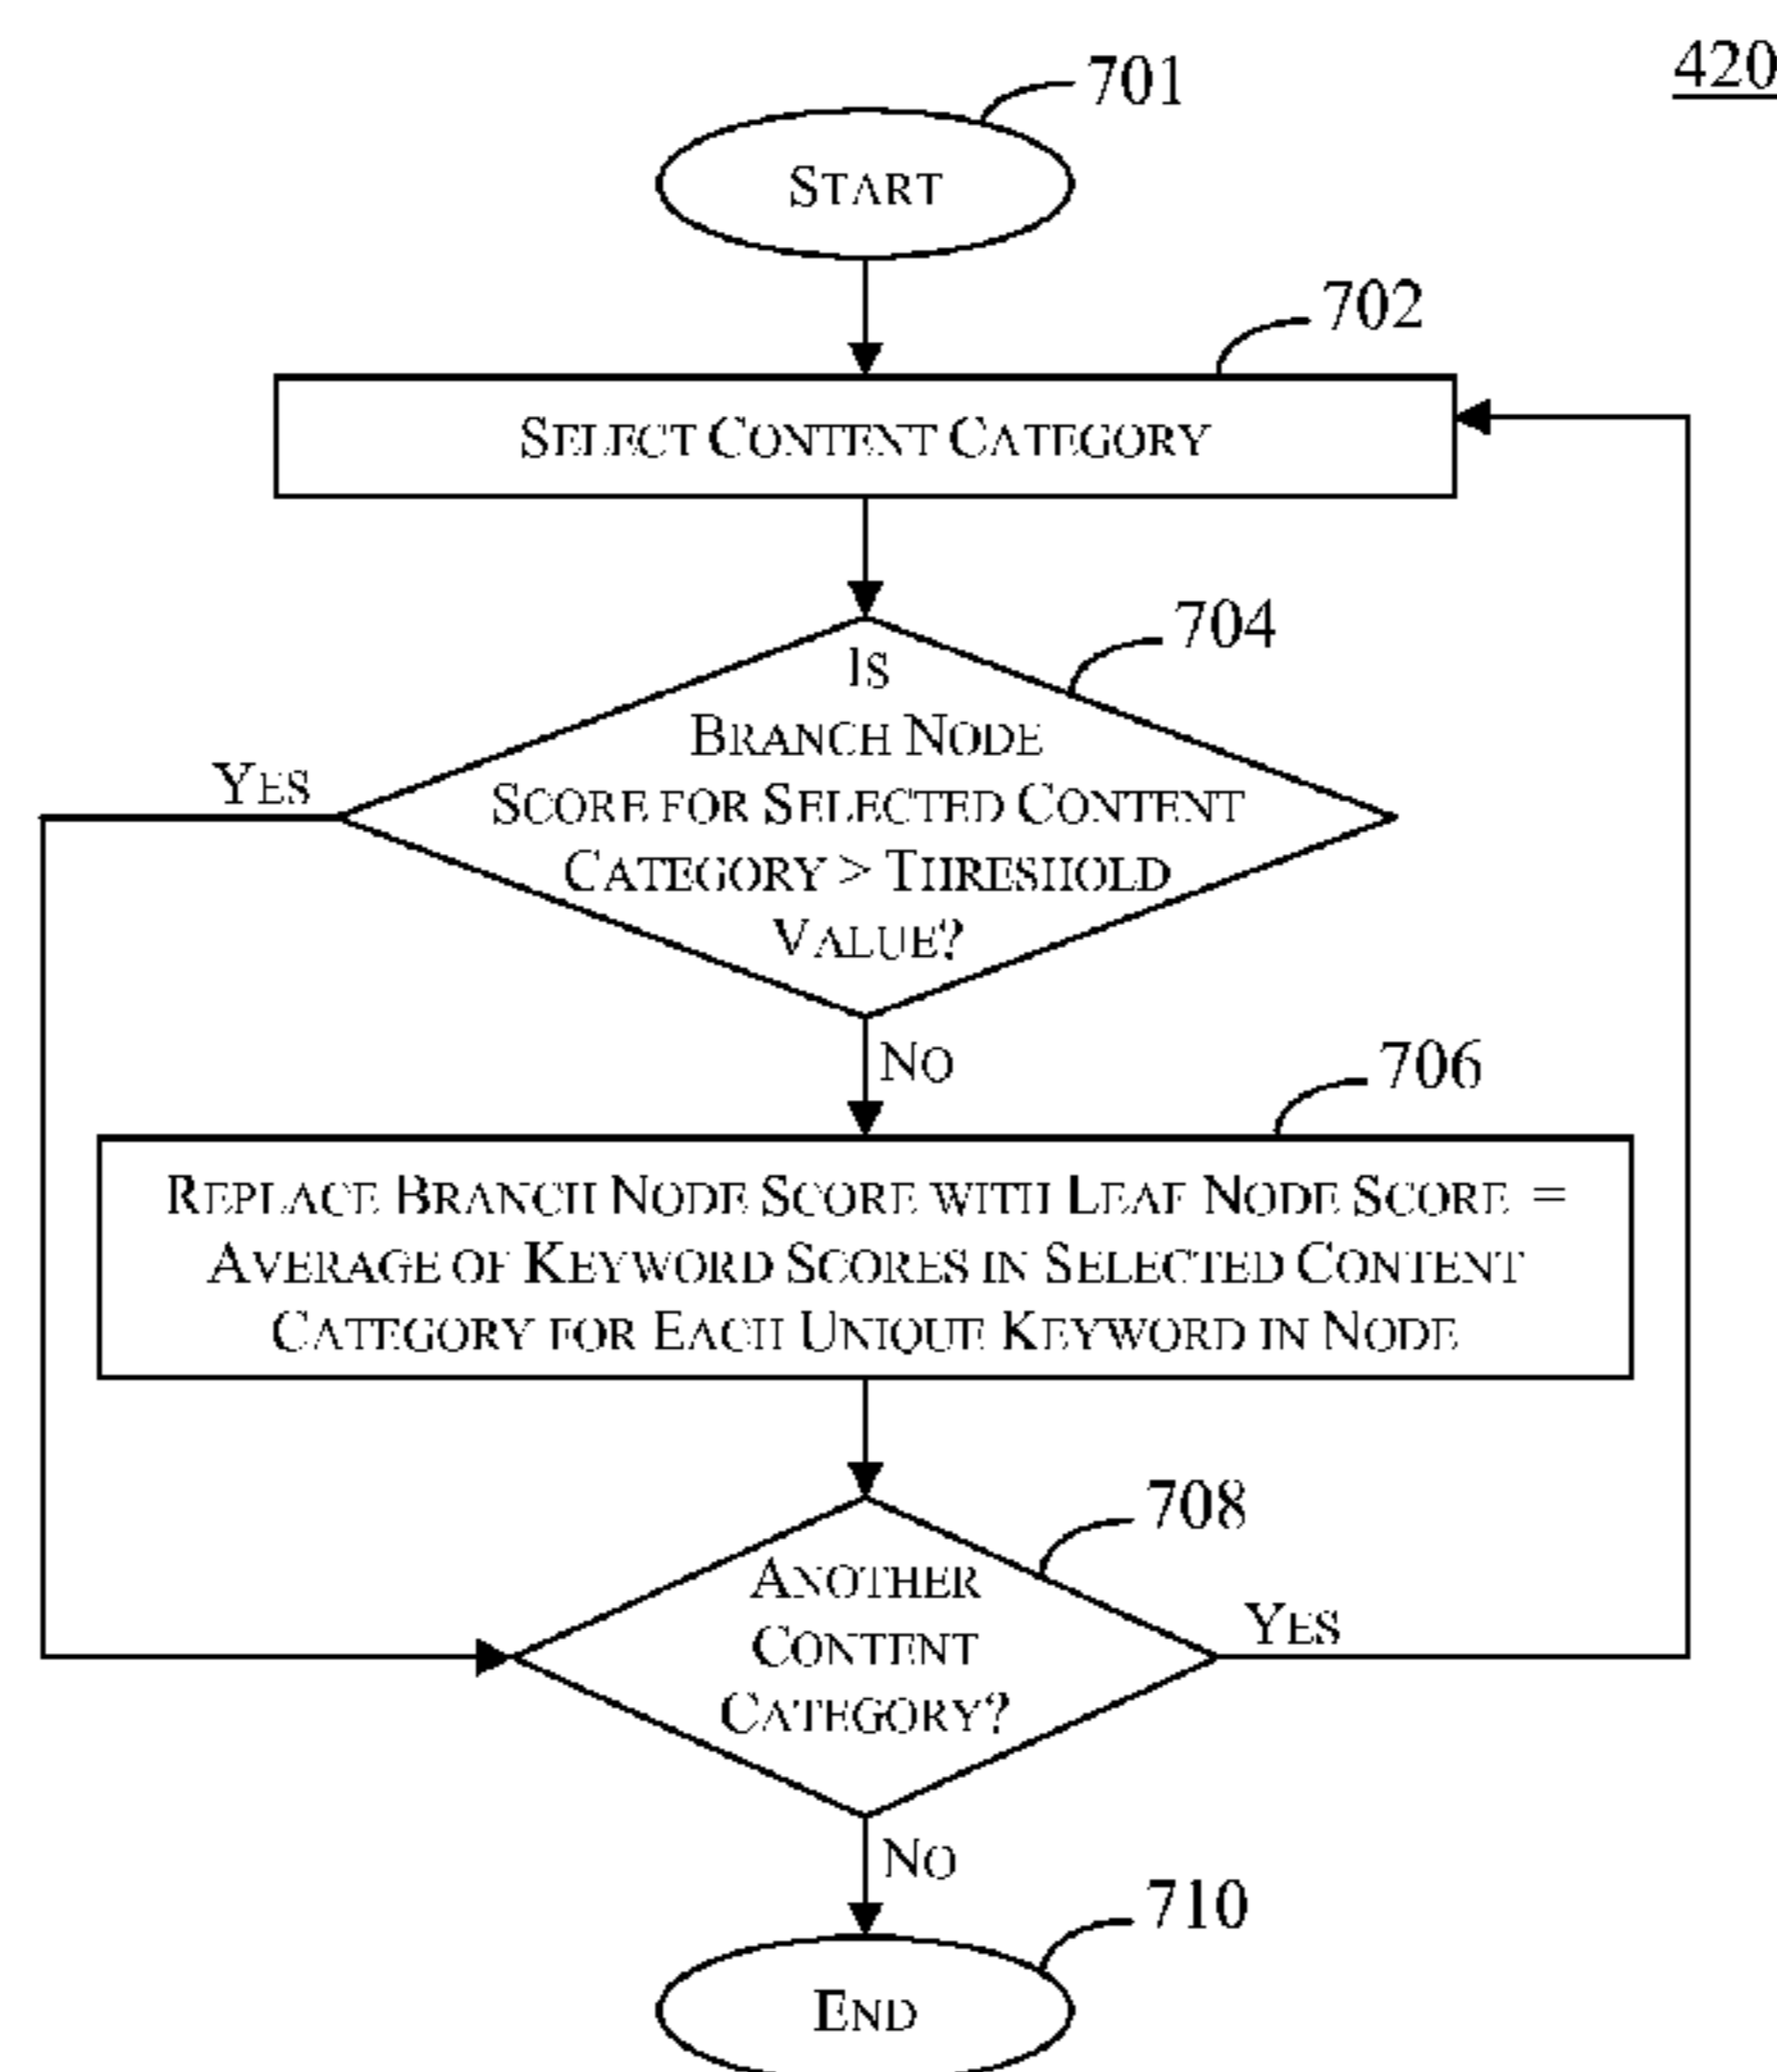 420
701
START
702
SELECT CONTENT CATEGORY
704
IS
BRANCH NODE
SCORE FOR SELECTED CONTENT
CATEGORY > THRESHOLD
VALUE?
YES
NO
706
REPLACE BRANCH NODE SCORE WITH LEAF NODE SCORE =
AVERAGE OF KEYWORD SCORES IN SELECTED CONTENT
CATEGORY FOR EACH UNIQUE KEYWORD IN NODE
708
ANOTHER
CONTENT
CATEGORY?
YES
NO
710
END